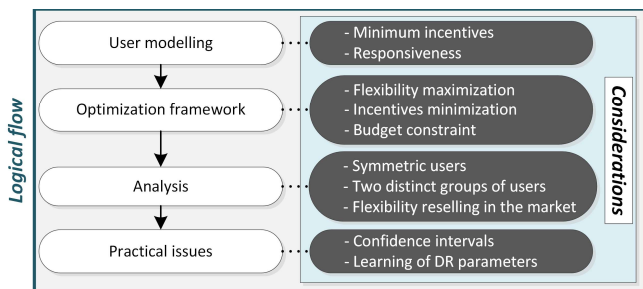 Logical flow
User modelling
- Minimum incentives
- Responsiveness
Optimization framework
- Flexibility maximization
- Incentives minimization
- Budget constraint
Analysis
- Symmetric users
- Two distinct groups of users
- Flexibility reselling in the market
Practical issues
- Confidence intervals
- Learning of DR parameters
Considerations